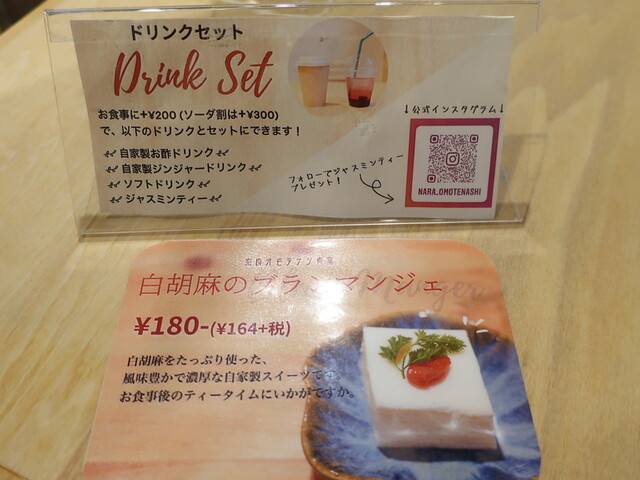 ドリンクセット
Drink Set
お食事に+¥200 (ソーダ割は+¥300)
で、以下のドリンクとセットにできます！
自家製お酢ドリンク
自家製ジンジャードリンク
ソフトドリンク
ジャスミンティー
↓公式インスタグラム↓
フォローでジャスミンティー
プレゼント！
NARA_OMOTENASHI
白胡麻のブランマンジェ
¥180-(¥164+税)
白胡麻をたっぷり使った、
風味豊かで濃厚な自家製スイーツです。
お食事後のティータイムにいかがですか。